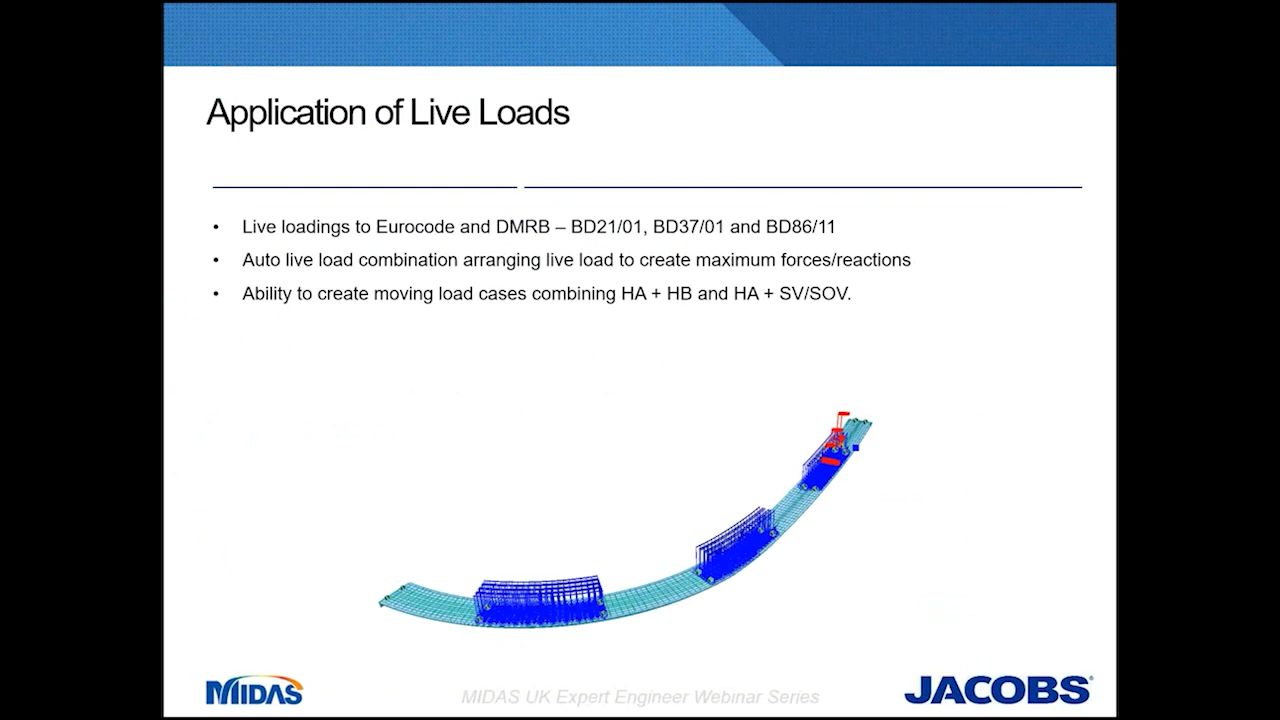 Application of Live Loads
• Live loadings to Eurocode and DMRB – BD21/01, BD37/01 and BD86/11
• Auto live load combination arranging live load to create maximum forces/reactions
• Ability to create moving load cases combining HA + HB and HA + SV/SOV.
MIDAS
MIDAS UK Expert Engineer Webinar Series
JACOBS®